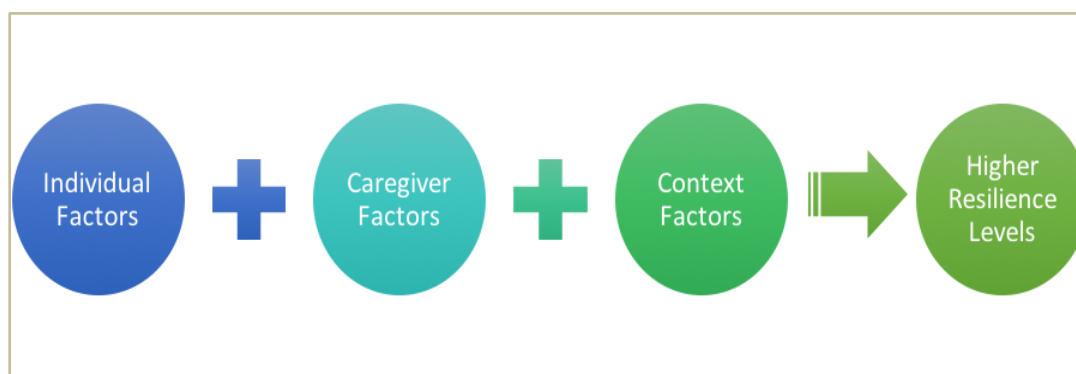 Individual
Factors
Caregiver
Factors
Context
Factors
Higher
Resilience
Levels